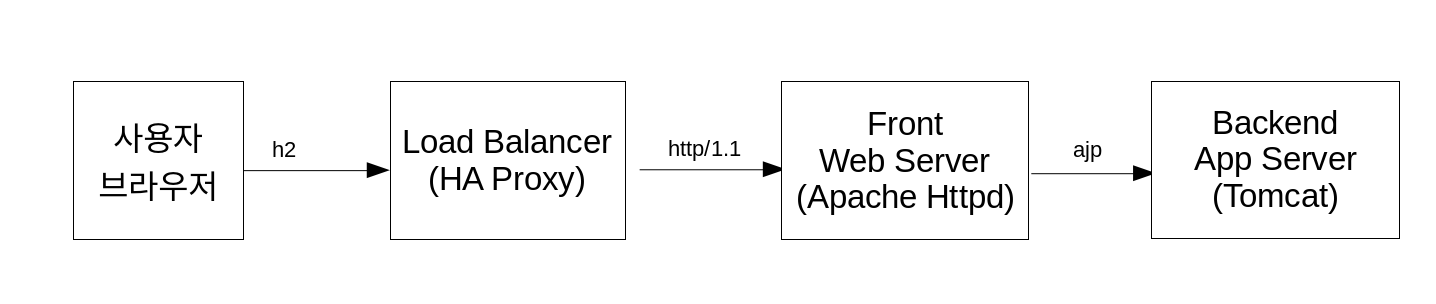 사용자
브라우저
h2
Load Balancer
(HA Proxy)
http/1.1
Front
Web Server
(Apache Httpd)
ajp
Backend
App Server
(Tomcat)